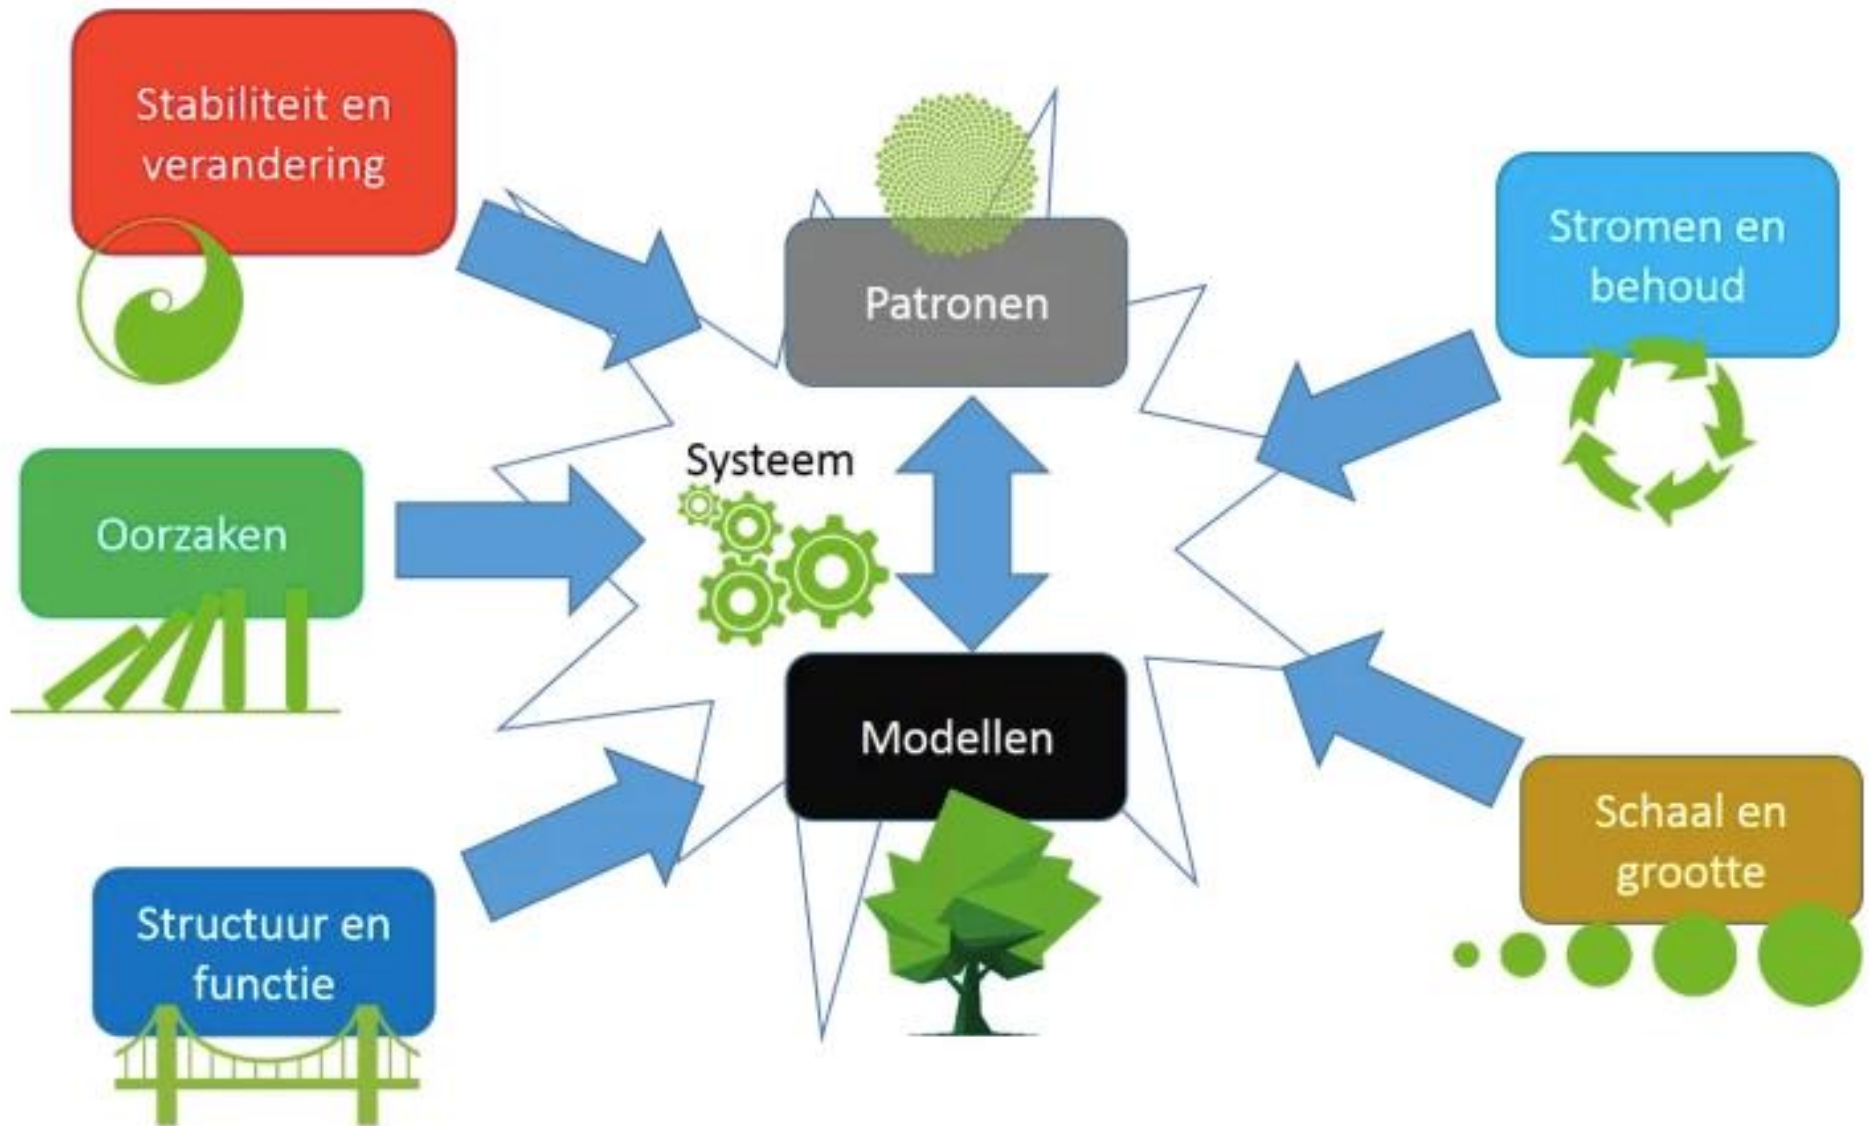 Stabiliteit en
verandering
Patronen
Stromen en
behoud
Systeem
Oorzaken
Modellen
Schaal en
grootte
Structuur en
functie